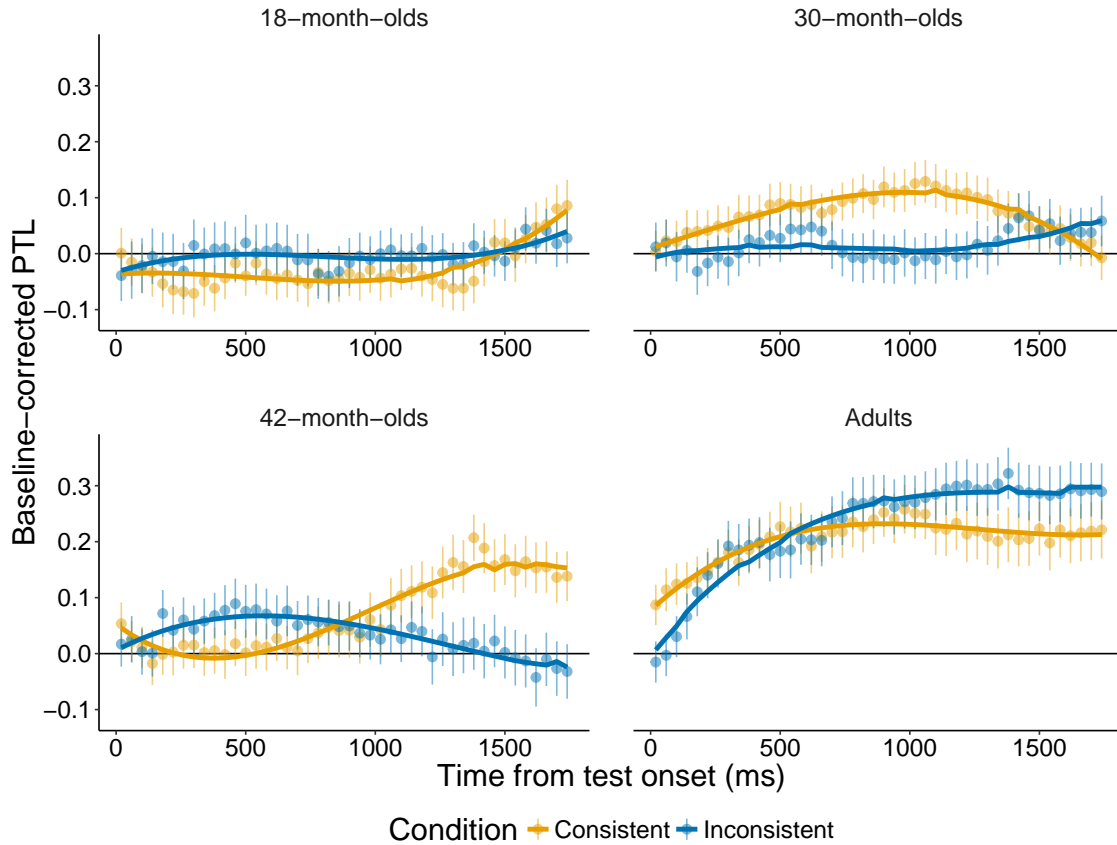 18−month−olds 30−month−olds
0.3
0.2
0.1
0.0
−0.1
0 500 1000 1500 0 500 1000 1500
42−month−olds Adults
0.3
0.2
0.1
0.0
−0.1
0 500 1000 1500 0 500 1000 1500
Baseline−corrected PTL
Time from test onset (ms)
Condition Consistent Inconsistent